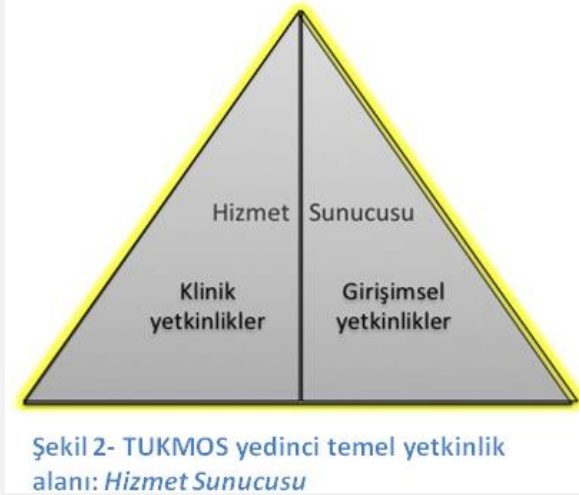 Hizmet Sunucusu
Klinik
yetkinlikler
Girişimsel
yetkinlikler
Şekil 2- TUKMOS yedinci temel yetkinlik
alanı: Hizmet Sunucusu